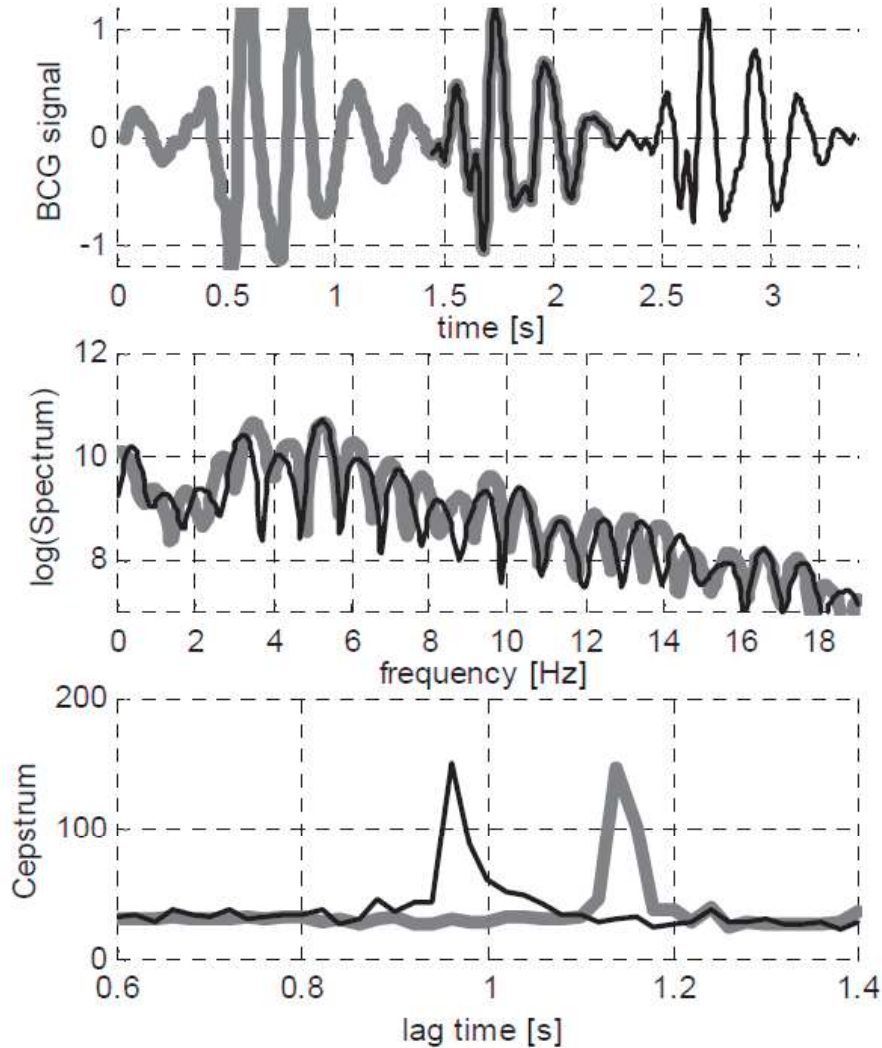 BCG signal
1
0
-1
0 0.5 1 1.5 2 2.5 3
time [s]
log(Spectrum)
12
10
8
0 2 4 6 8 10 12 14 16 18
frequency [Hz]
Cepstrum
200
100
0
0.6 0.8 1 1.2 1.4
lag time [s]